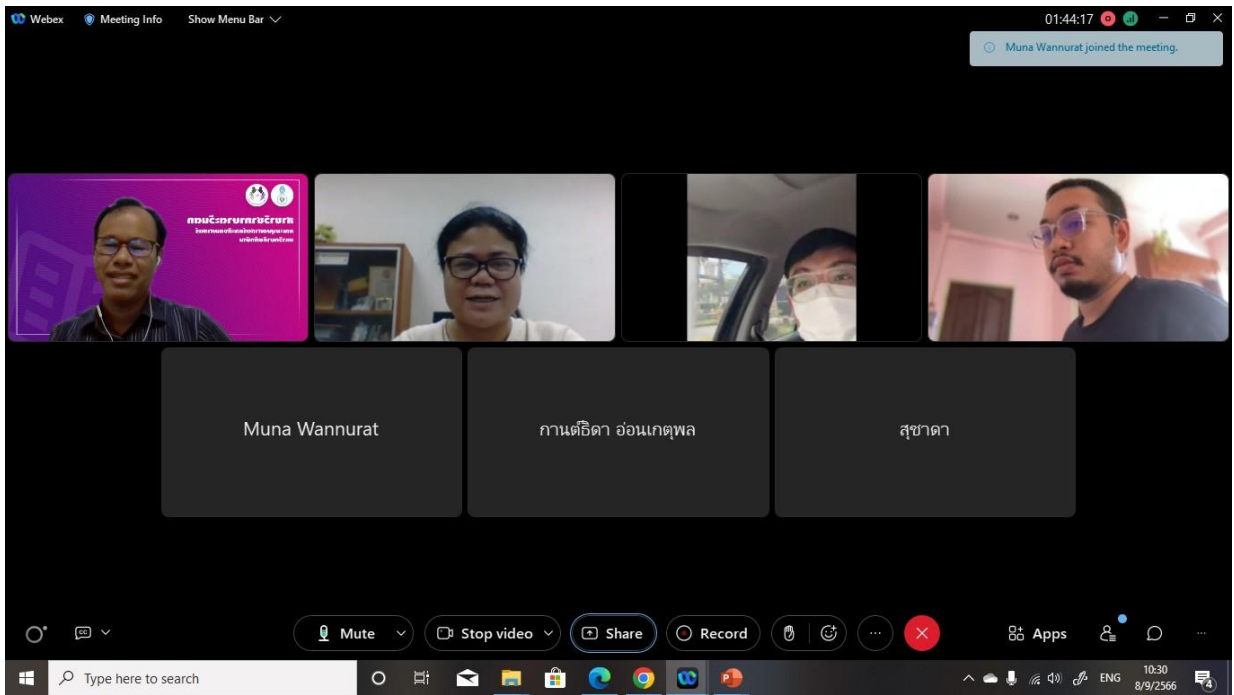 Webex
Meeting Info
Show Menu Bar
01:44:17
Muna Wannurat joined the meeting.
Muna Wannurat
กานต์ธิดา อ่อนเกตุพล
สุชาดา
Mute
Stop video
Share
Record
Apps
Type here to search
ENG
10:30
8/9/2566
4